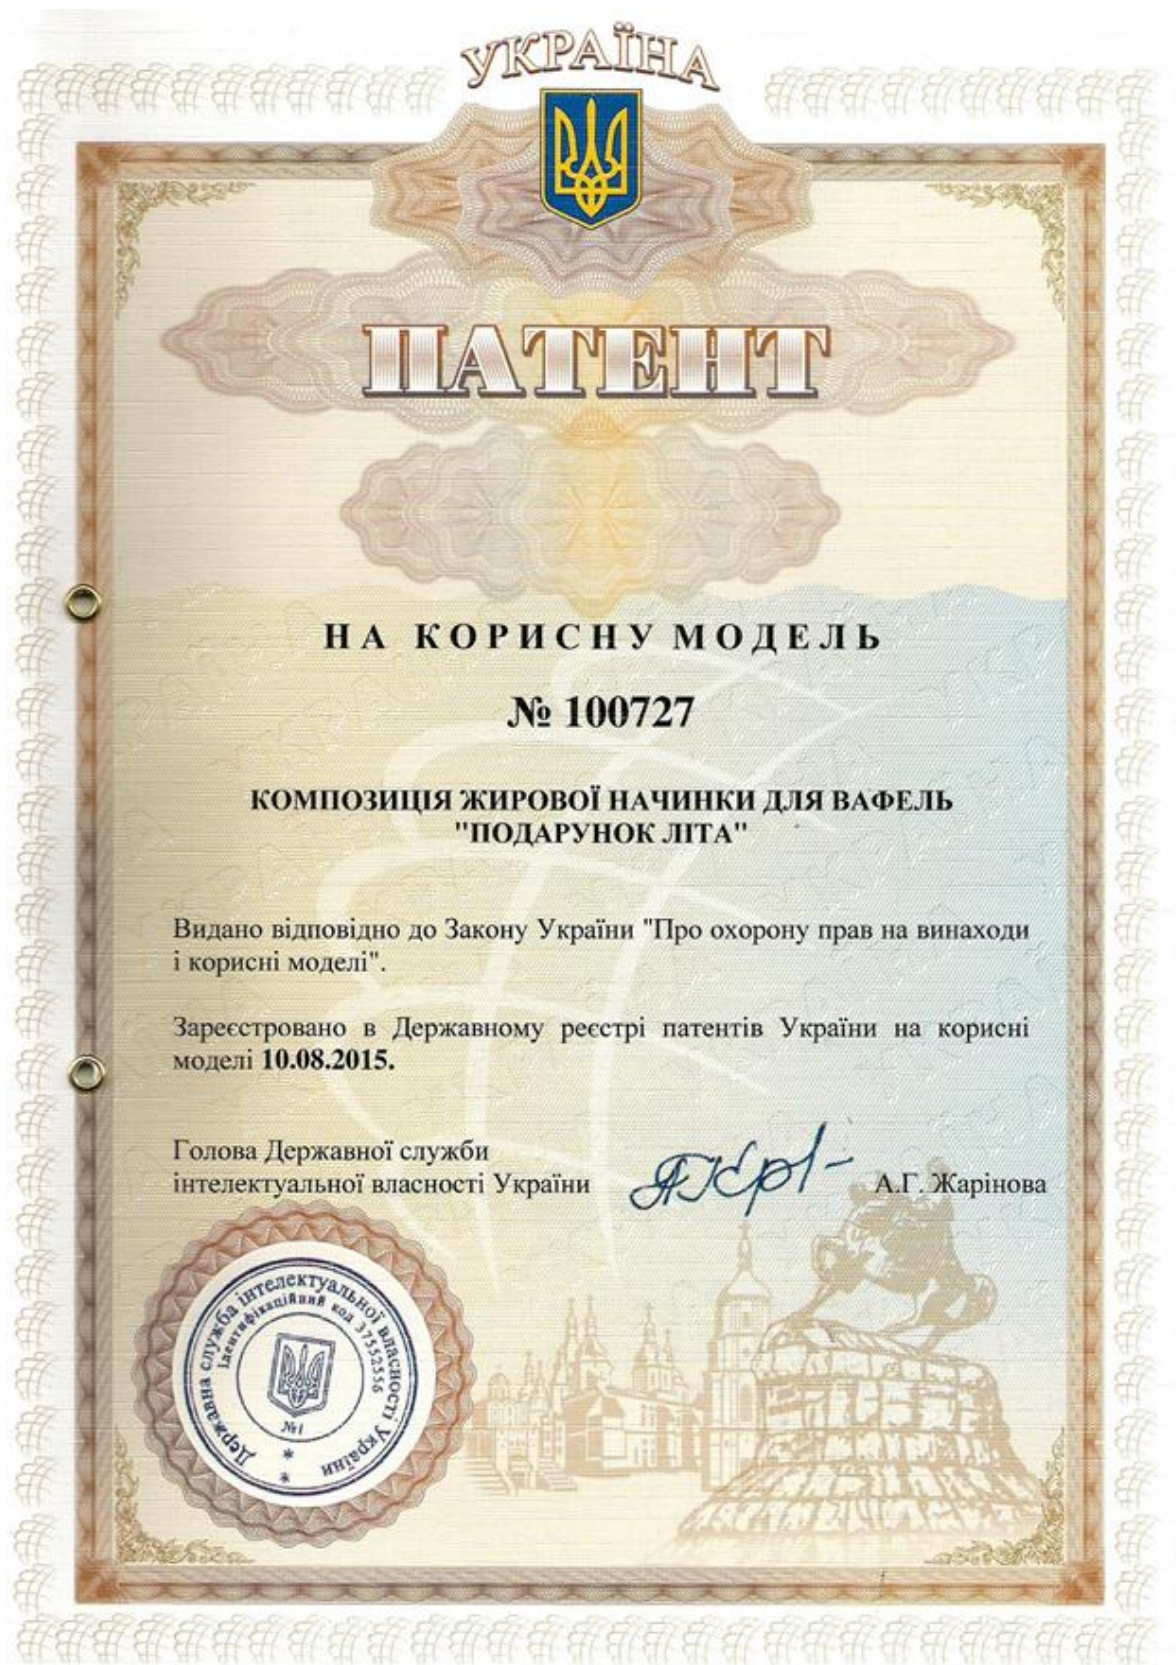 УКРАЇНА
ПАТЕНТ
НА КОРИСНУ МОДЕЛЬ
№ 100727
КОМПОЗИЦІЯ ЖИРОВОЇ НАЧИНКИ ДЛЯ ВАФЕЛЬ
"ПОДАРУНОК ЛІТА"
Видано відповідно до Закону України "Про охорону прав на винаходи
і корисні моделі".
Зареєстровано в Державному реєстрі патентів України на корисні
моделі 10.08.2015.
Голова Державної служби
інтелектуальної власності України
А.Г. Жарінова
Державна служба інтелектуальної власності України
Ідентифікаційний код 37552556
№1